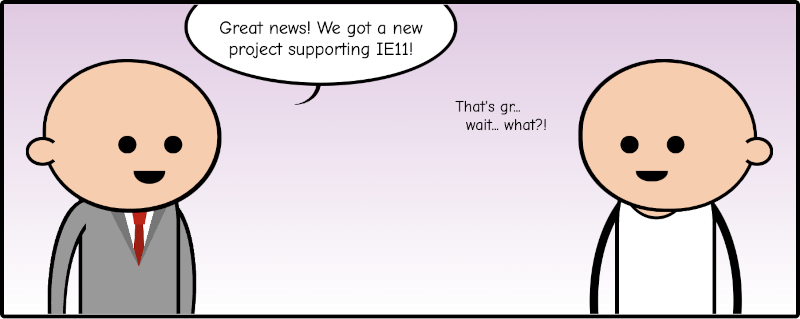 Great news! We got a new
project supporting IE11!
That's gr...
wait... what?!